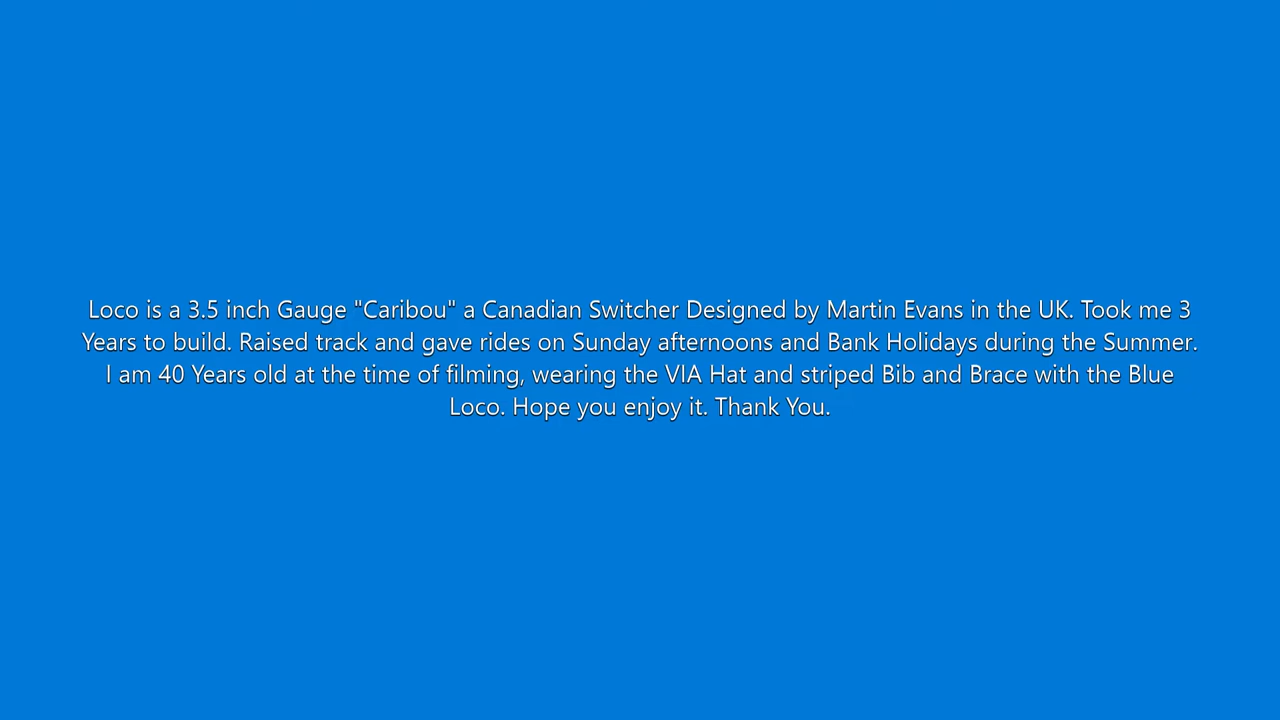 Loco is a 3.5 inch Gauge "Caribou" a Canadian Switcher Designed by Martin Evans in the UK. Took me 3
Years to build. Raised track and gave rides on Sunday afternoons and Bank Holidays during the Summer.
I am 40 Years old at the time of filming, wearing the VIA Hat and striped Bib and Brace with the Blue
Loco. Hope you enjoy it. Thank You.